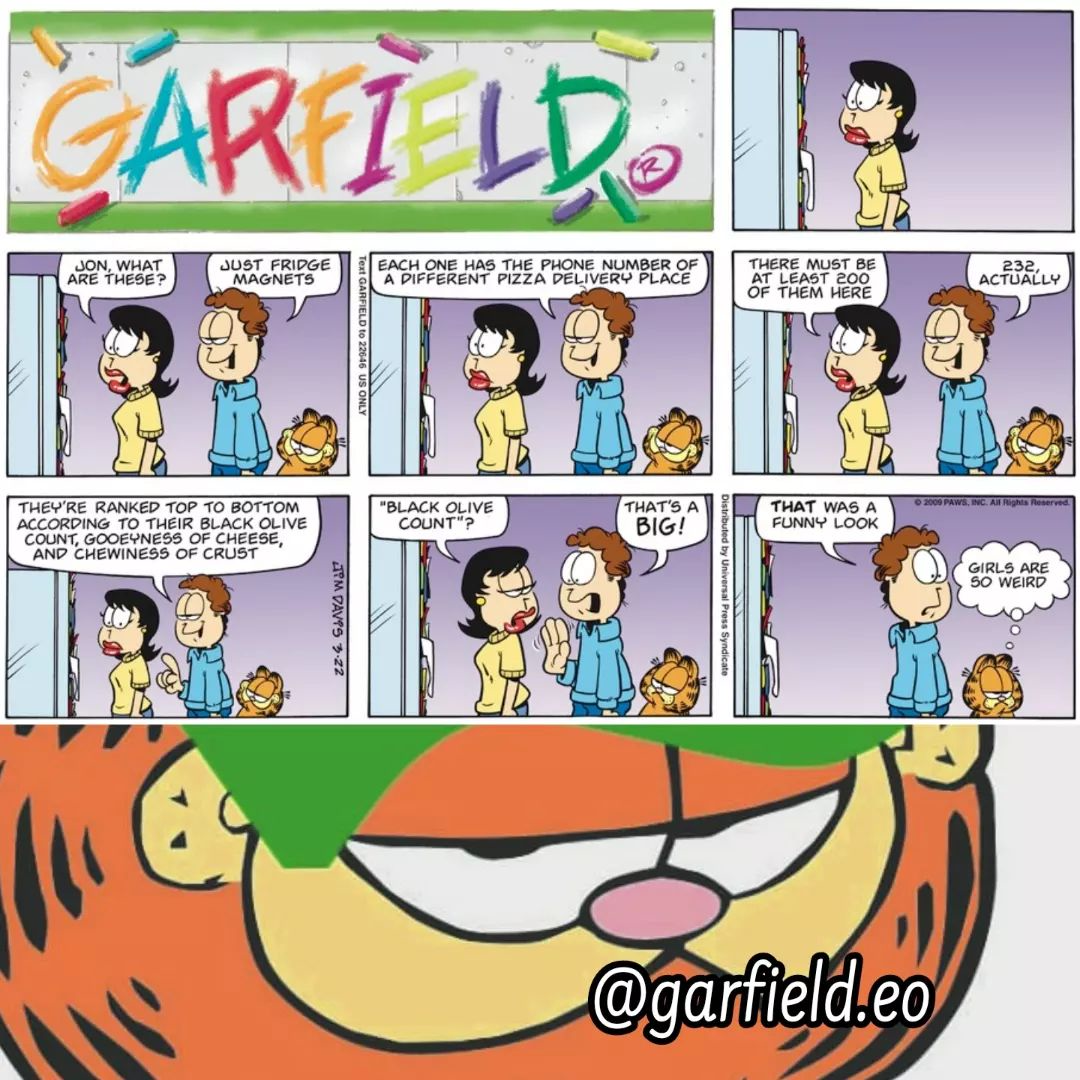 GARFIELD®
JON, WHAT
ARE THESE?
JUST FRIDGE
MAGNETS
Text GARFIELD to 22646 US ONLY
EACH ONE HAS THE PHONE NUMBER OF
A DIFFERENT PIZZA DELIVERY PLACE
THERE MUST BE
AT LEAST 200
OF THEM HERE
232,
ACTUALLY
THEY'RE RANKED TOP TO BOTTOM
ACCORDING TO THEIR BLACK OLIVE
COUNT, GOOEYNESS OF CHEESE,
AND CHEWINESS OF CRUST
JIM DAVIS 3-22
"BLACK OLIVE
COUNT"?
THAT'S A
BIG!
Distributed by Universal Press Syndicate
© 2009 PAWS, INC. All Rights Reserved.
THAT WAS A
FUNNY LOOK
GIRLS ARE
SO WEIRD
@garfield.eo